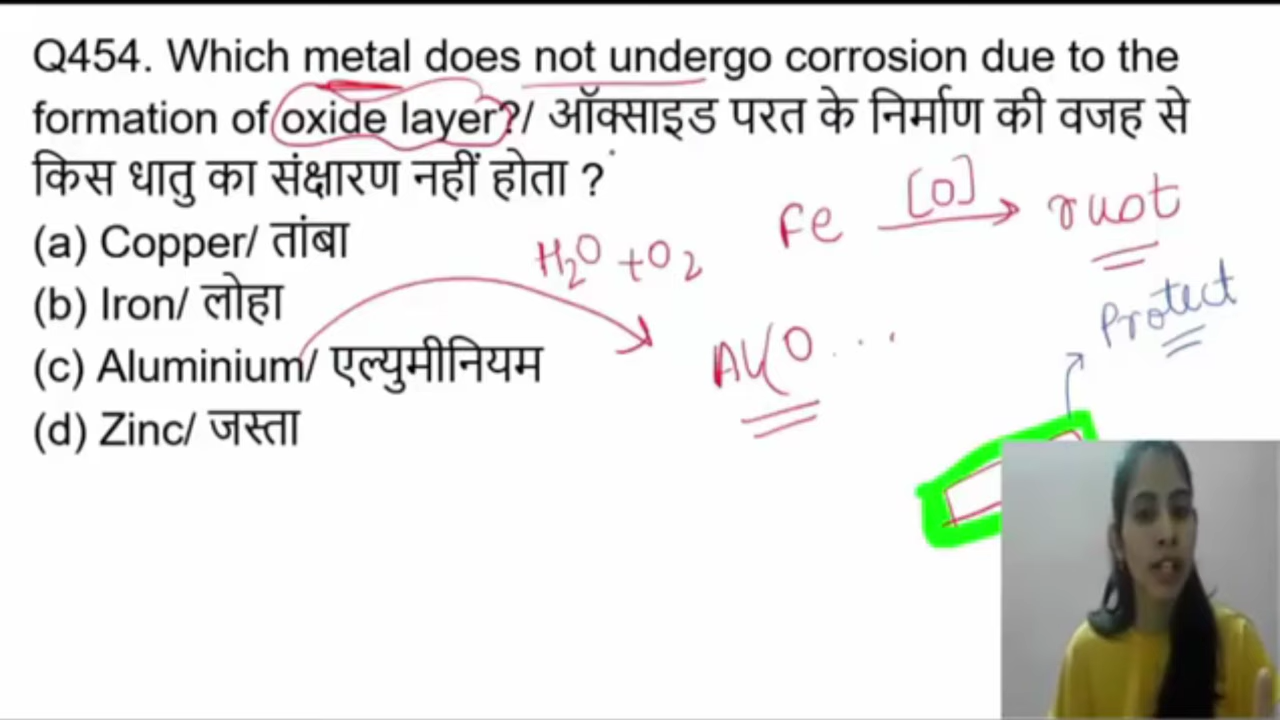 Q454. Which metal does not undergo corrosion due to the
formation of oxide layer?/ ऑक्साइड परत के निर्माण की वजह से
किस धातु का संक्षारण नहीं होता ?
(a) Copper/ तांबा
(b) Iron/ लोहा
(c) Aluminium/ एल्युमीनियम
(d) Zinc/ जस्ता
Fe [O] → rust
H₂O + O₂
Protect